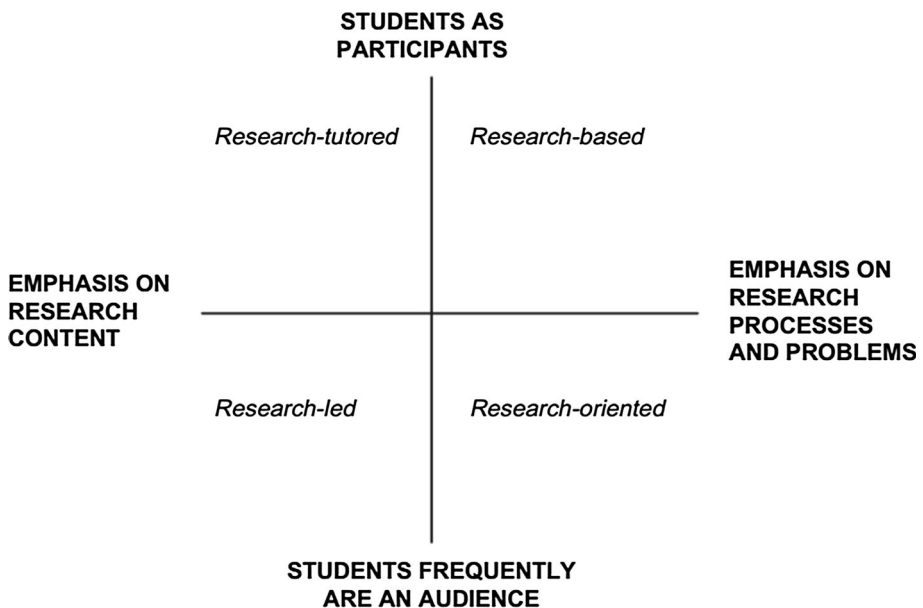 STUDENTS AS
PARTICIPANTS
Research-tutored
Research-based
EMPHASIS ON
RESEARCH
CONTENT
EMPHASIS ON
RESEARCH
PROCESSES
AND PROBLEMS
Research-led
Research-oriented
STUDENTS FREQUENTLY
ARE AN AUDIENCE